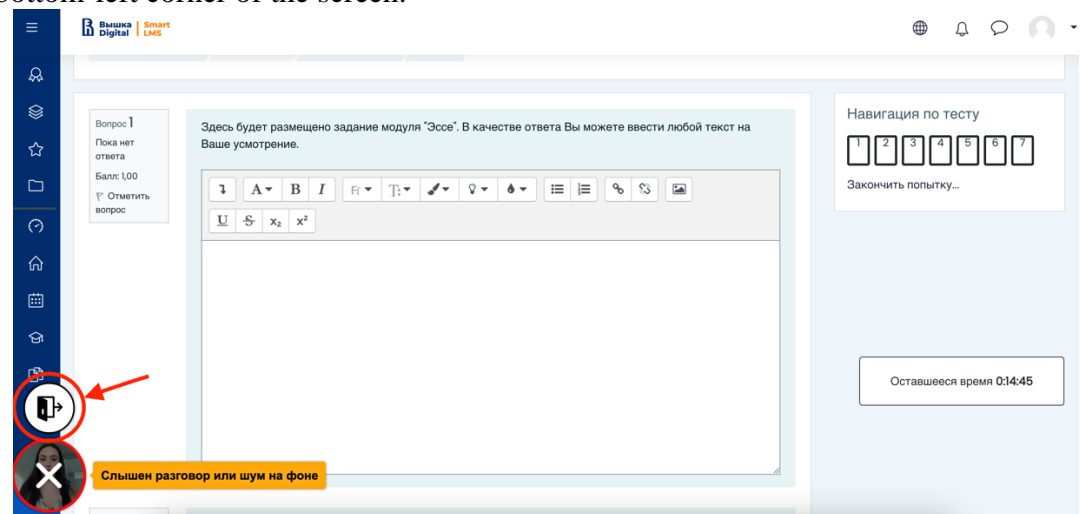 bottom left corner of the screen.
Вышка Digital | Smart LMS
Вопрос 1
Пока нет ответа
Балл: 1,00
Отметить вопрос
Здесь будет размещено задание модуля "Эссе". В качестве ответа Вы можете ввести любой текст на
Ваше усмотрение.
A B I Ff T
U S x₂ x²
Навигация по тесту
1 2 3 4 5 6 7
Закончить попытку...
Оставшееся время 0:14:45
Слышен разговор или шум на фоне